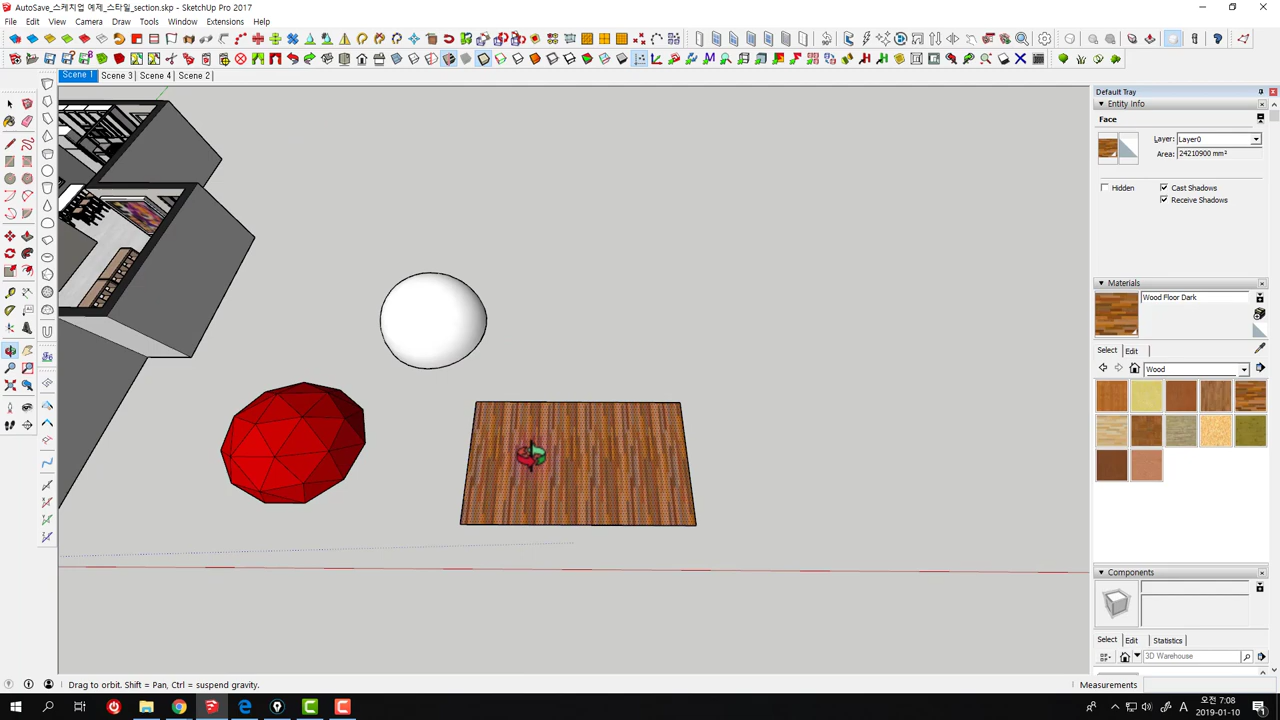 AutoSave_스케치업 예제_스타일_section.skp - SketchUp Pro 2017
File Edit View Camera Draw Tools Window Extensions Help
Scene 1 Scene 3 Scene 4 Scene 2
Default Tray
Entity Info
Face
Layer: Layer0
Area: 24210900 mm²
Hidden Cast Shadows
Receive Shadows
Materials
Wood Floor Dark
Select Edit
Wood
Components
Select Edit Statistics
3D Warehouse
Drag to orbit. Shift = Pan, Ctrl = suspend gravity.
Measurements
A 오전 7:08
2019-01-10